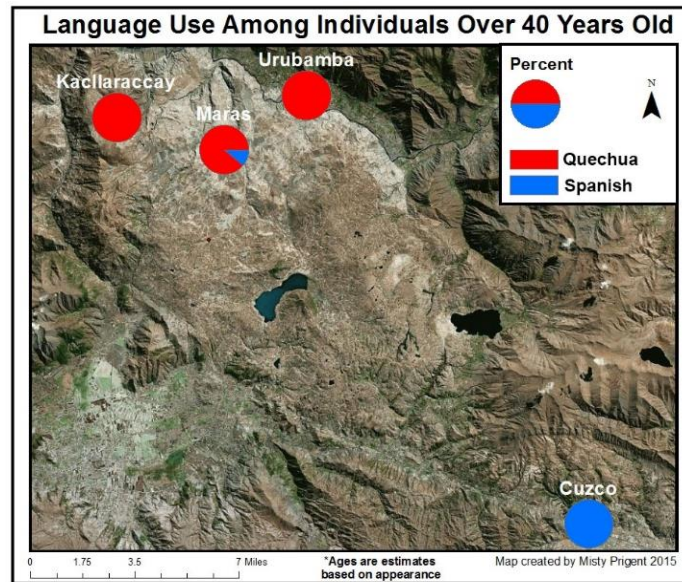 Language Use Among Individuals Over 40 Years Old
Urubamba
Kacllaraccay
Maras
Percent
N
Quechua
Spanish
Cuzco
0 1.75 3.5 7 Miles
*Ages are estimates
based on appearance
Map created by Misty Prigent 2015